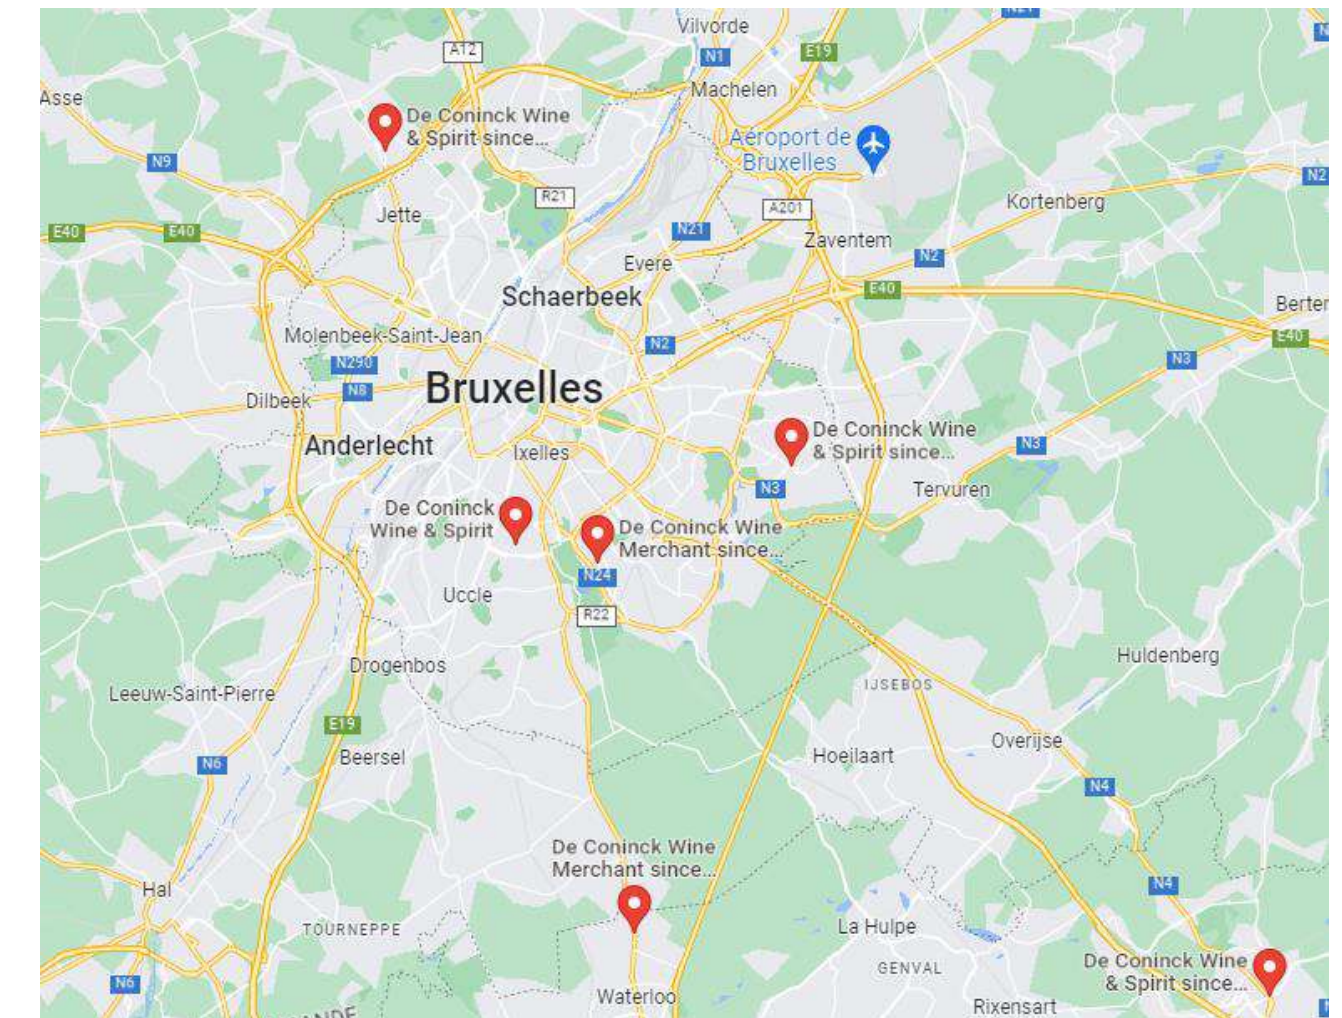 N21
Vilvorde
A12
N1
E19
Machelen
Asse
De Coninck Wine
& Spirit since...
Aéroport de
Bruxelles
N9
N2
R21
Kortenberg
A201
Jette
E40
E40
N21
Zaventem
N2
Evere
Schaerbeek
E40
Berter
Molenbeek-Saint-Jean
N2
E40
N290
N3
Bruxelles
N8
Dilbeek
De Coninck Wine
& Spirit since...
Anderlecht
Ixelles
N3
N3
Tervuren
De Coninck
Wine & Spirit
De Coninck Wine
Merchant since...
N24
Uccle
R22
Drogenbos
Huldenberg
IJSEBOS
Leeuw-Saint-Pierre
E19
Overijse
Beersel
Hoeilaart
N6
N4
De Coninck Wine
Merchant since...
Hal
N4
TOURNEPPE
La Hulpe
De Coninck Wine
& Spirit since...
GENVAL
N6
Waterloo
Rixensart